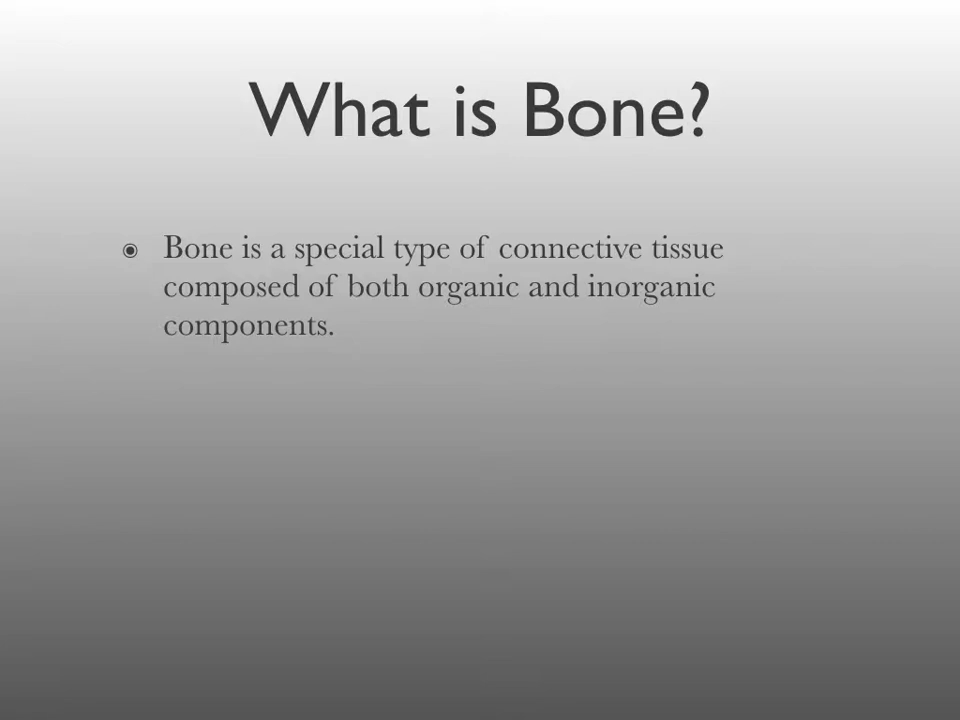 What is Bone?
Bone is a special type of connective tissue
composed of both organic and inorganic
components.